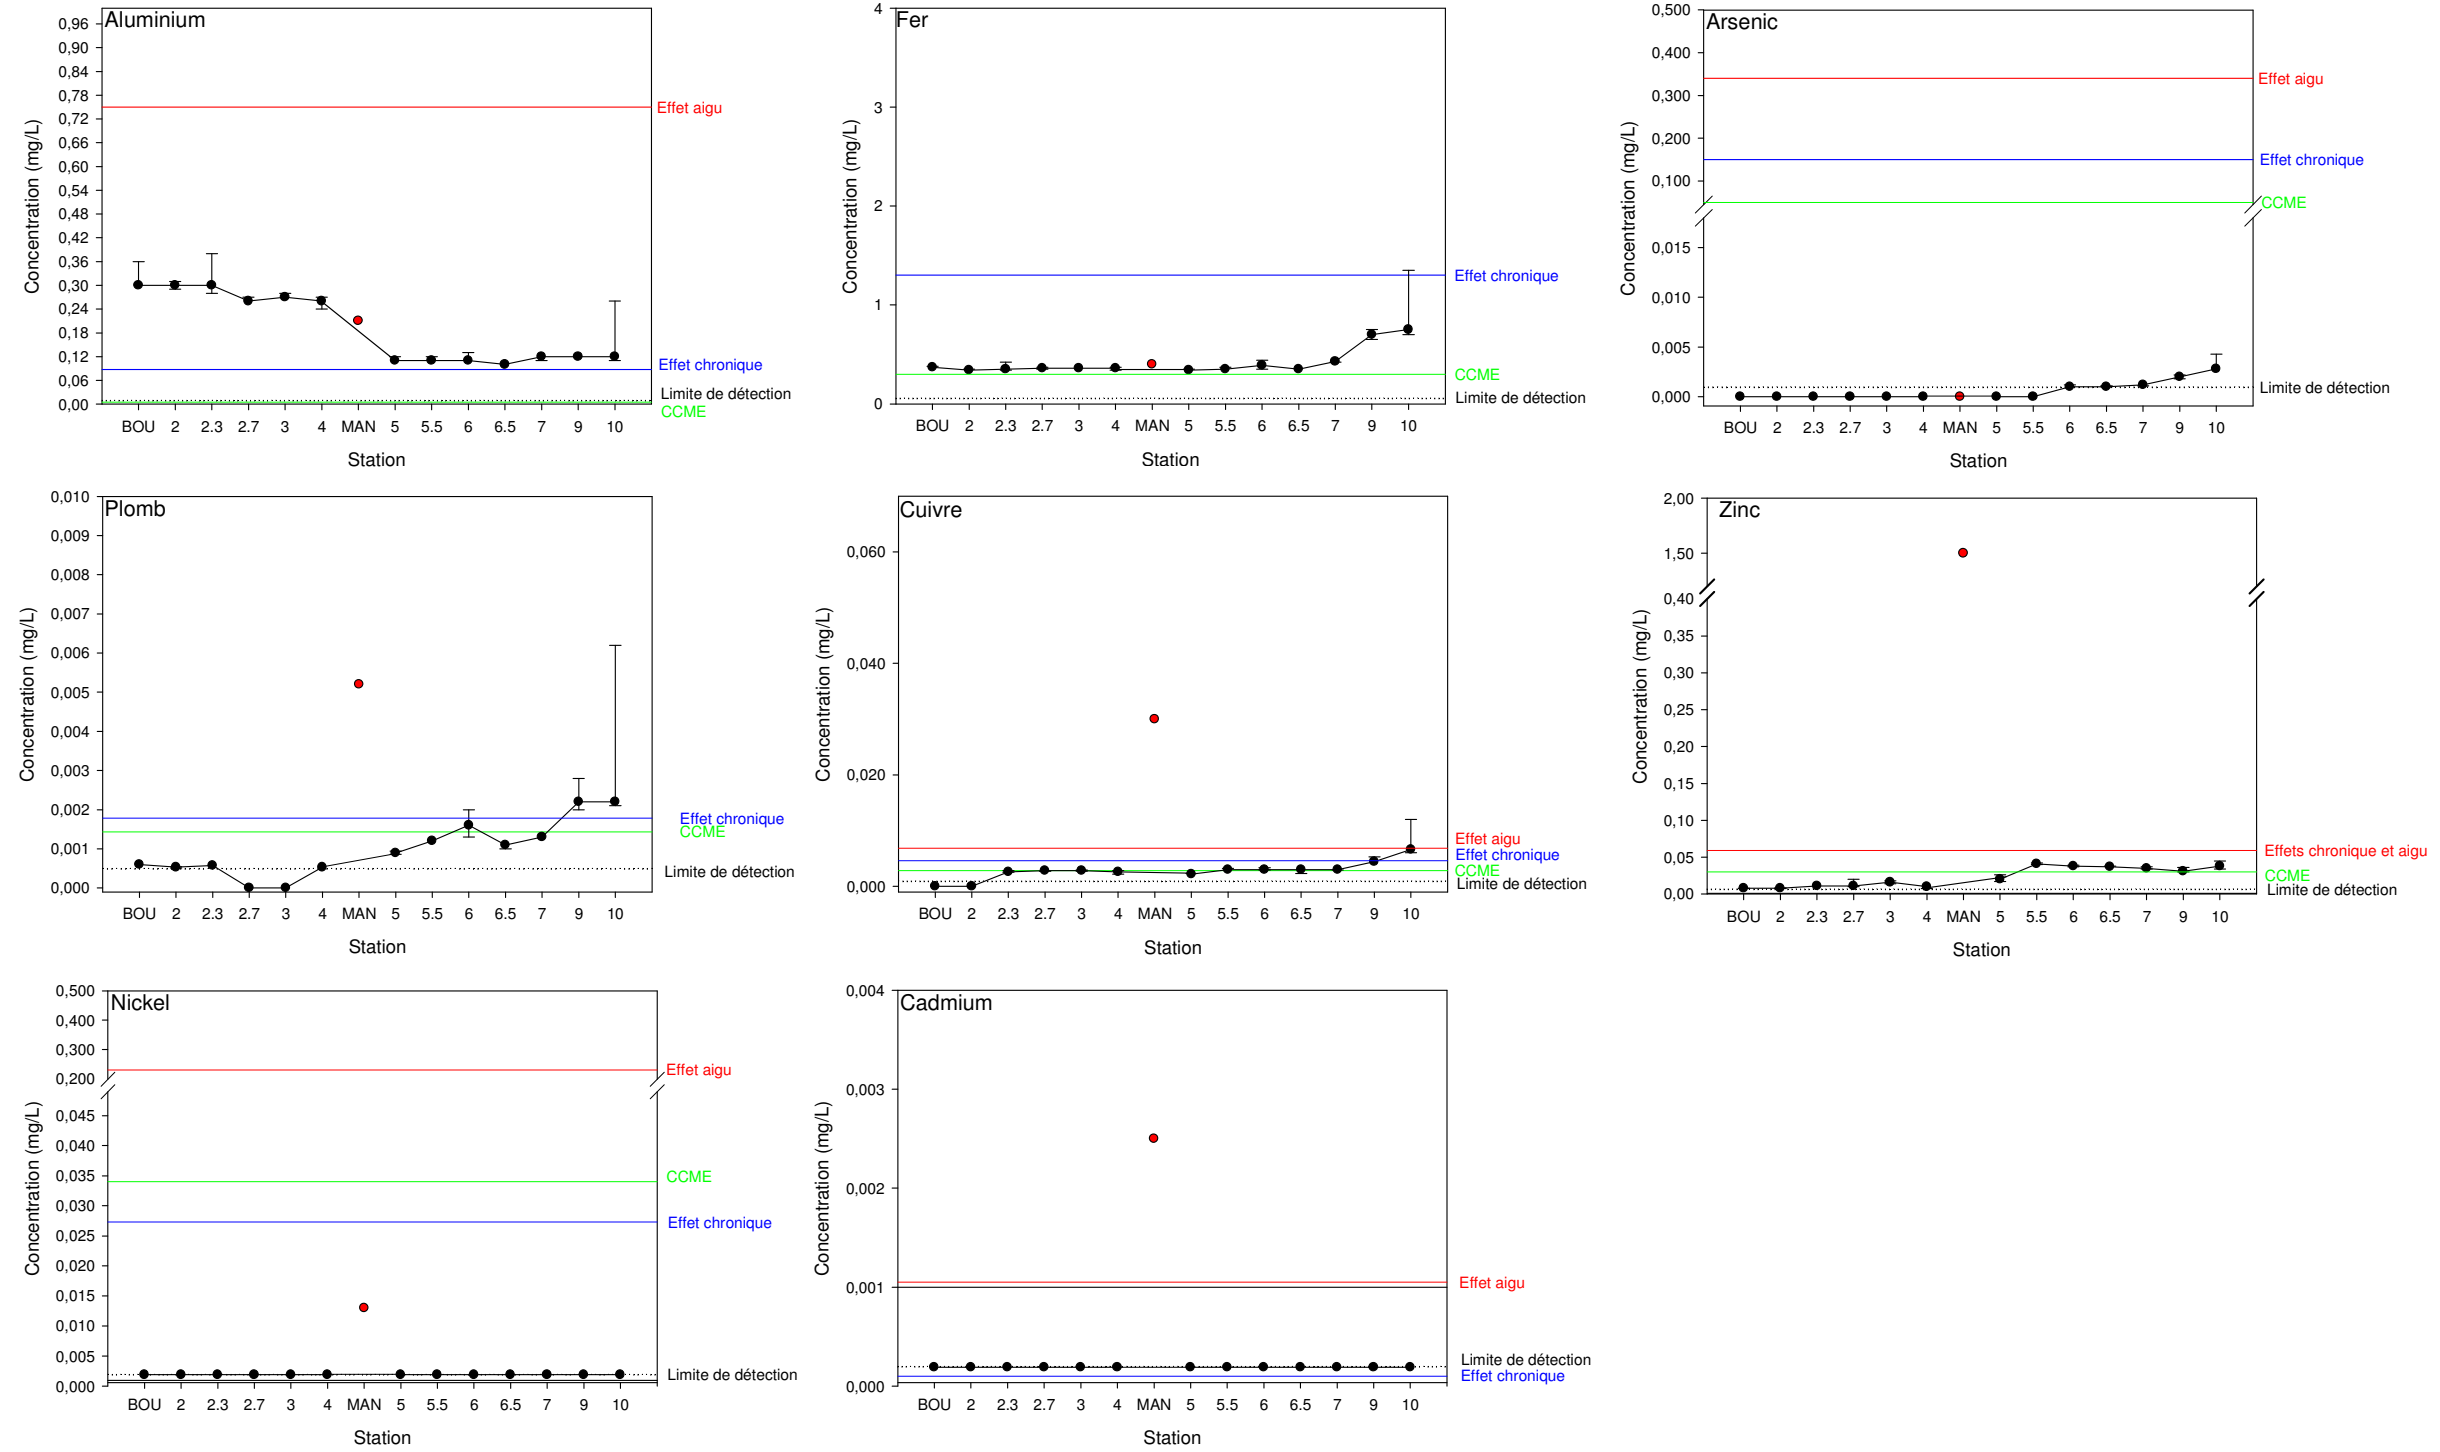 Aluminium
Concentration (mg/L)
0,96
0,90
0,84
0,78
0,72
0,66
0,60
0,54
0,48
0,42
0,36
0,30
0,24
0,18
0,12
0,06
0,00
Effet aigu
Effet chronique
Limite de détection
CCME
BOU 2 2.3 2.7 3 4 MAN 5 5.5 6 6.5 7 9 10
Station
Fer
Concentration (mg/L)
4
3
2
1
0
Effet chronique
CCME
Limite de détection
BOU 2 2.3 2.7 3 4 MAN 5 5.5 6 6.5 7 9 10
Station
Arsenic
Concentration (mg/L)
0,500
0,400
0,300
0,200
0,100
0,015
0,010
0,005
0,000
Effet aigu
Effet chronique
CCME
Limite de détection
BOU 2 2.3 2.7 3 4 MAN 5 5.5 6 6.5 7 9 10
Station
Plomb
Concentration (mg/L)
0,010
0,009
0,008
0,007
0,006
0,005
0,004
0,003
0,002
0,001
0,000
Effet chronique
CCME
Limite de détection
BOU 2 2.3 2.7 3 4 MAN 5 5.5 6 6.5 7 9 10
Station
Cuivre
Concentration (mg/L)
0,060
0,040
0,020
0,000
Effet aigu
Effet chronique
CCME
Limite de détection
BOU 2 2.3 2.7 3 4 MAN 5 5.5 6 6.5 7 9 10
Station
Zinc
Concentration (mg/L)
2,00
1,50
0,40
0,35
0,30
0,25
0,20
0,15
0,10
0,05
0,00
Effets chronique et aigu
CCME
Limite de détection
BOU 2 2.3 2.7 3 4 MAN 5 5.5 6 6.5 7 9 10
Station
Nickel
Concentration (mg/L)
0,500
0,400
0,300
0,200
0,045
0,040
0,035
0,030
0,025
0,020
0,015
0,010
0,005
0,000
Effet aigu
CCME
Effet chronique
Limite de détection
BOU 2 2.3 2.7 3 4 MAN 5 5.5 6 6.5 7 9 10
Station
Cadmium
Concentration (mg/L)
0,004
0,003
0,002
0,001
0,000
Effet aigu
Limite de détection
Effet chronique
BOU 2 2.3 2.7 3 4 MAN 5 5.5 6 6.5 7 9 10
Station